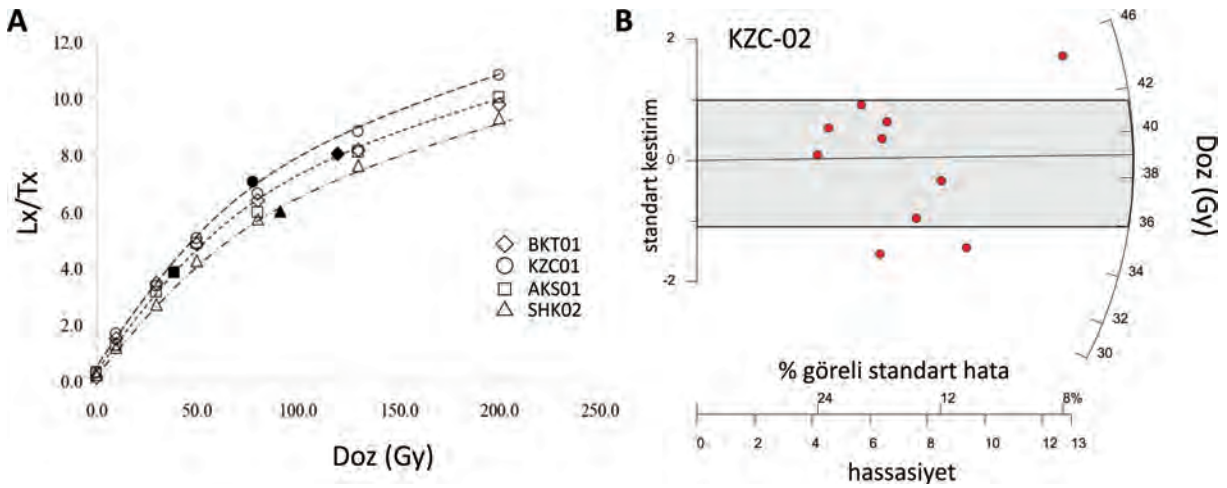 A
12.0
10.0
8.0
6.0
4.0
2.0
0.0
Lx/Tx
0.0 50.0 100.0 150.0 200.0 250.0
Doz (Gy)
BKT01
KZC01
AKS01
SHK02
B
KZC-02
2
0
-2
standart kestirim
46
42
40
38
36
34
32
30
Doz (Gy)
% göreli standart hata
24 12 8%
0 2 4 6 8 10 12 13
hassasiyet